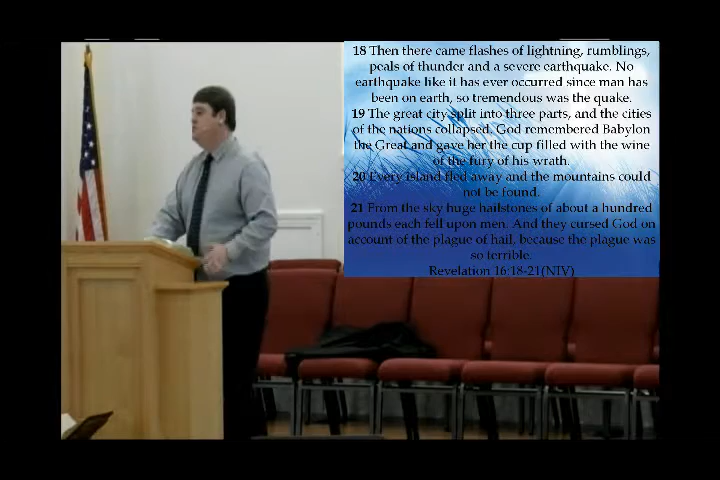 18 Then there came flashes of lightning, rumblings,
peals of thunder and a severe earthquake. No
earthquake like it has ever occurred since man has
been on earth, so tremendous was the quake.
19 The great city split into three parts, and the cities
of the nations collapsed. God remembered Babylon
the Great and gave her the cup filled with the wine
of the fury of his wrath.
20 Every island fled away and the mountains could
not be found.
21 From the sky huge hailstones of about a hundred
pounds each fell upon men. And they cursed God on
account of the plague of hail, because the plague was
so terrible.
Revelation 16:18-21(NIV)